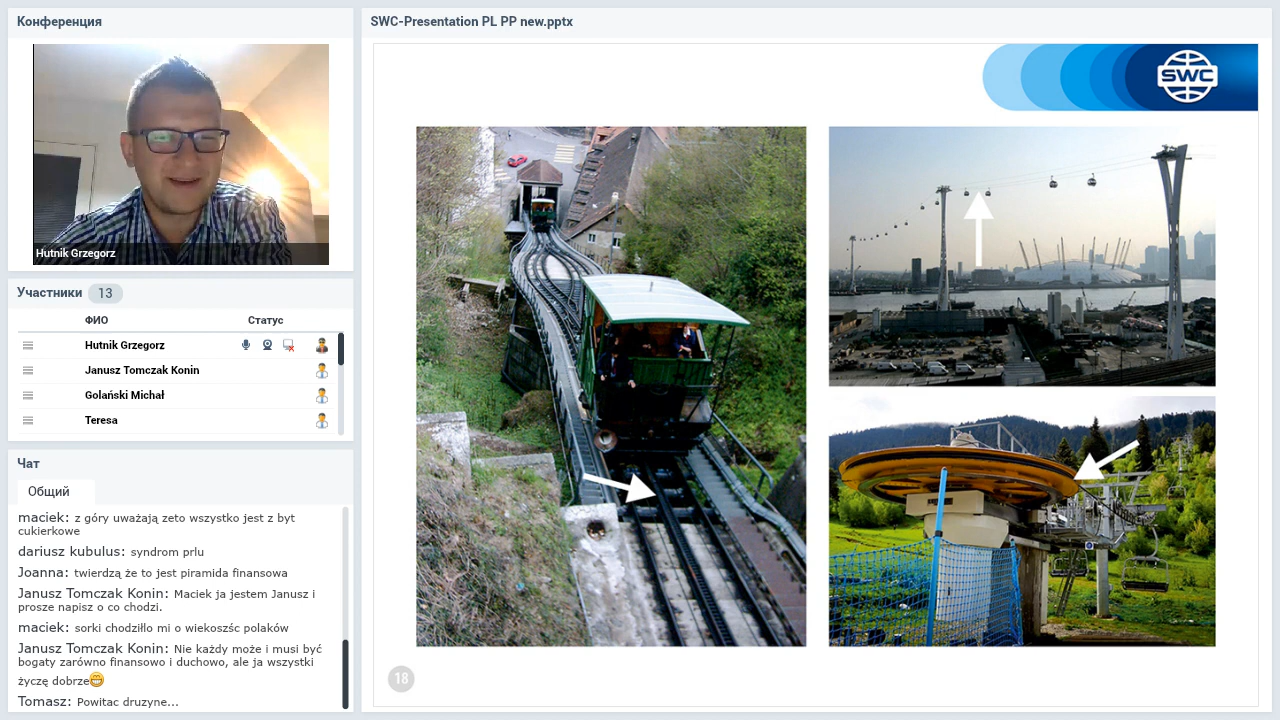 Конференция
Hutnik Grzegorz
Участники 13
ФИО Статус
Hutnik Grzegorz
Janusz Tomczak Konin
Golański Michał
Teresa
Чат
Общий
maciek: z góry uważają zeto wszystko jest z byt
cukierkowe
dariusz kubulus: syndrom prlu
Joanna: twierdzą że to jest piramida finansowa
Janusz Tomczak Konin: Maciek ja jestem Janusz i
prosze napisz o co chodzi.
maciek: sorki chodziłło mi o wiekoszśc polaków
Janusz Tomczak Konin: Nie każdy może i musi być
bogaty zarówno finansowo i duchowo, ale ja wszystki
życzę dobrze
Tomasz: Powitac druzyne...
SWC-Presentation PL PP new.pptx
SWC
18